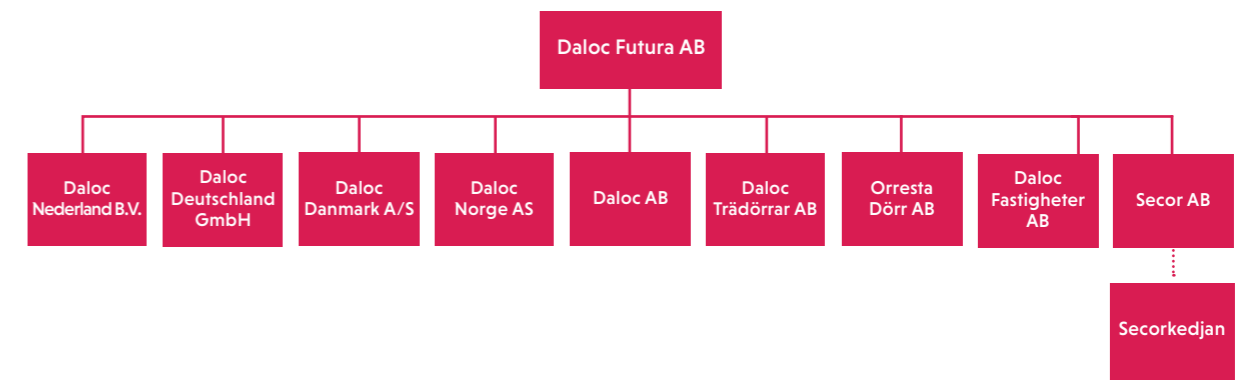 Daloc Futura AB
Daloc
Nederland B.V.
Daloc
Deutschland
GmbH
Daloc
Danmark A/S
Daloc
Norge AS
Daloc AB
Daloc
Trädörrar AB
Orresta
Dörr AB
Daloc
Fastigheter
AB
Secor AB
Secorkedjan